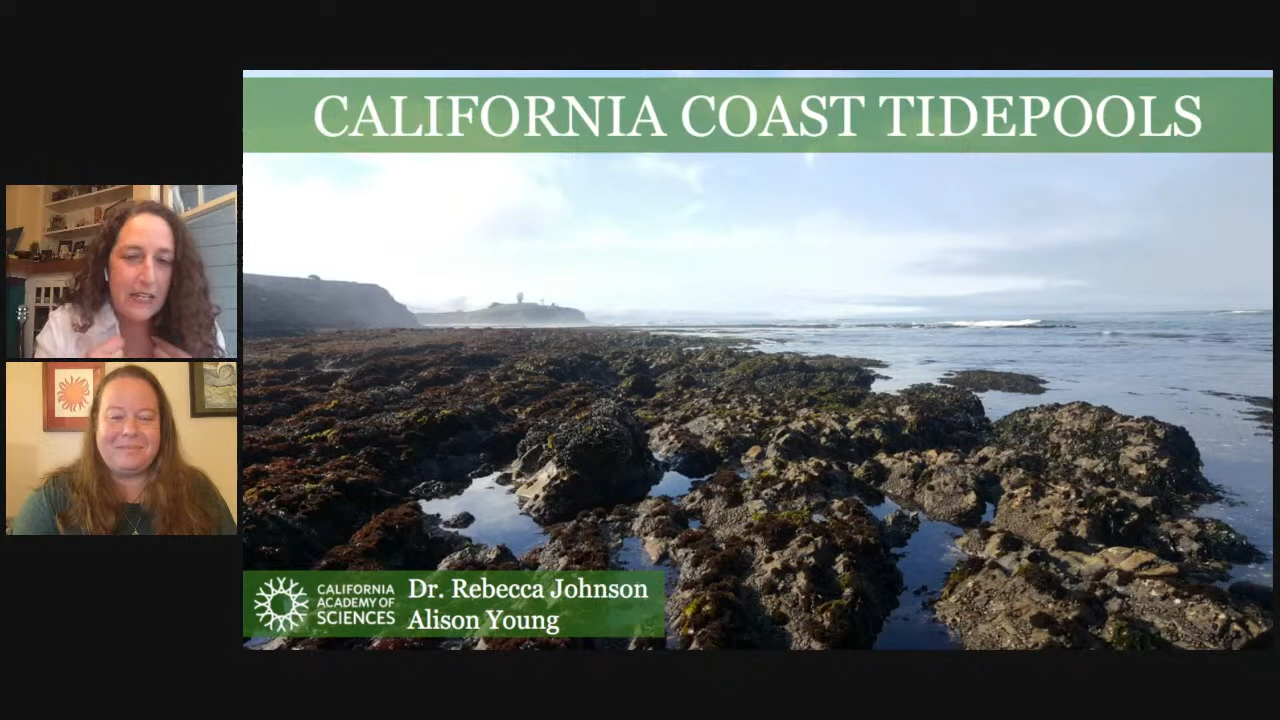 CALIFORNIA COAST TIDEPOOLS
CALIFORNIA
ACADEMY OF
SCIENCES
Dr. Rebecca Johnson
Alison Young